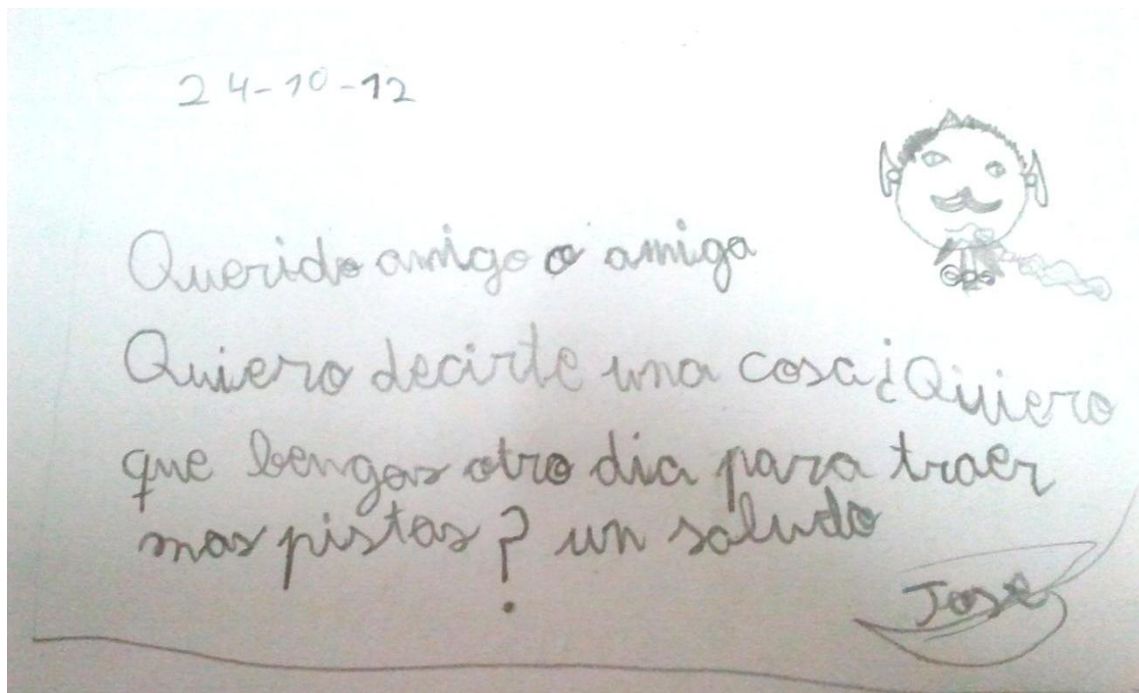 24-10-12
Querido amigo o amiga
Quiero decirte una cosa ¿Quiero
que bengas otro dia para traer
mas pistas? un saludo
Jose